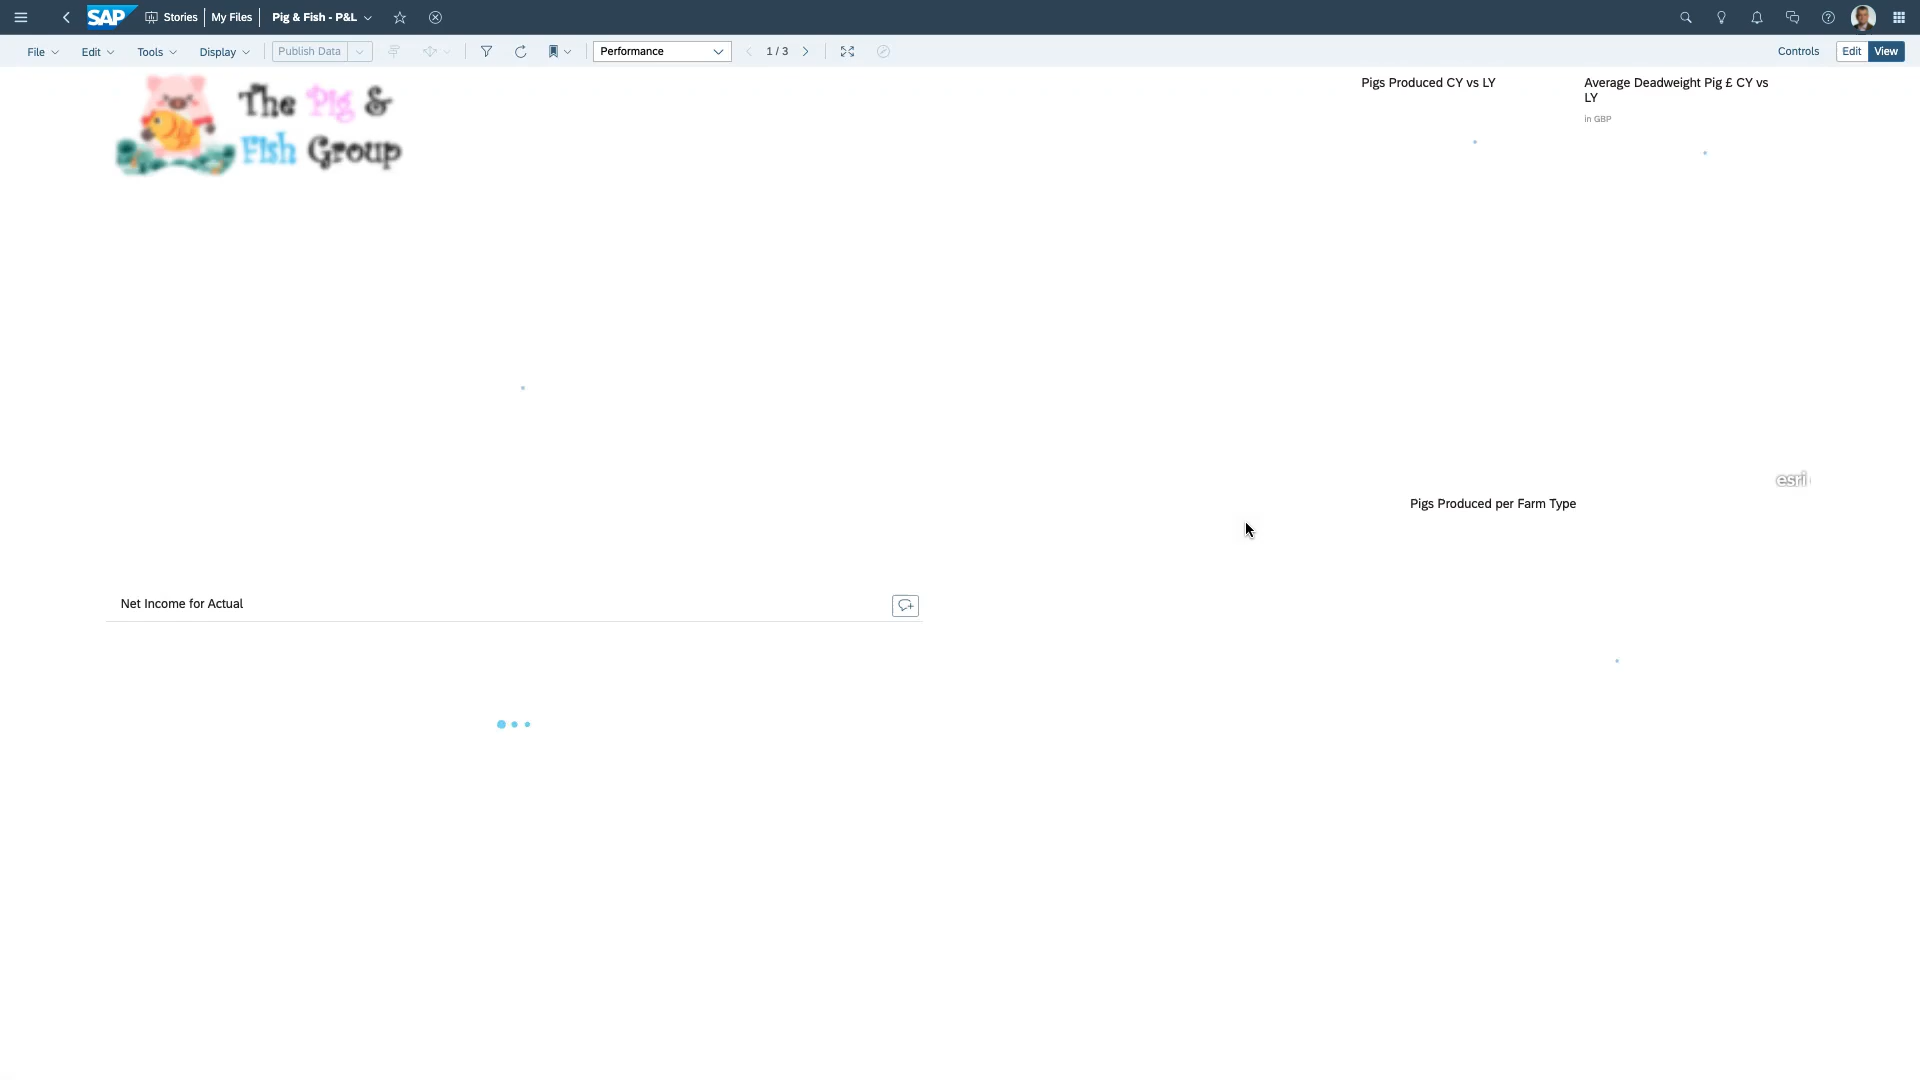 SAP Stories My Files Pig & Fish - P&L
File Edit Tools Display Publish Data Performance 1 / 3 Controls Edit View
The Pig &
Fish Group
Pigs Produced CY vs LY
Average Deadweight Pig £ CY vs
LY
in GBP
esri
Pigs Produced per Farm Type
Net Income for Actual